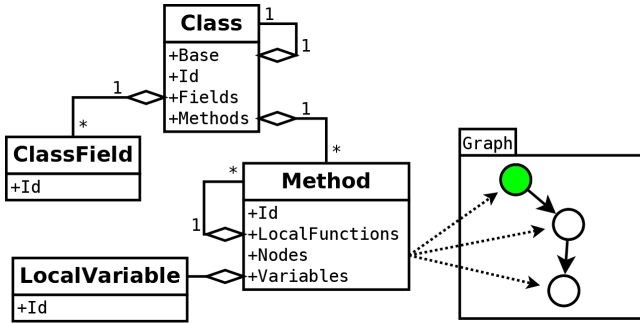 Class
+Base
+Id
+Fields
+Methods
1
1
1
*
1
*
ClassField
+Id
Method
+Id
+LocalFunctions
+Nodes
+Variables
*
1
LocalVariable
+Id
Graph